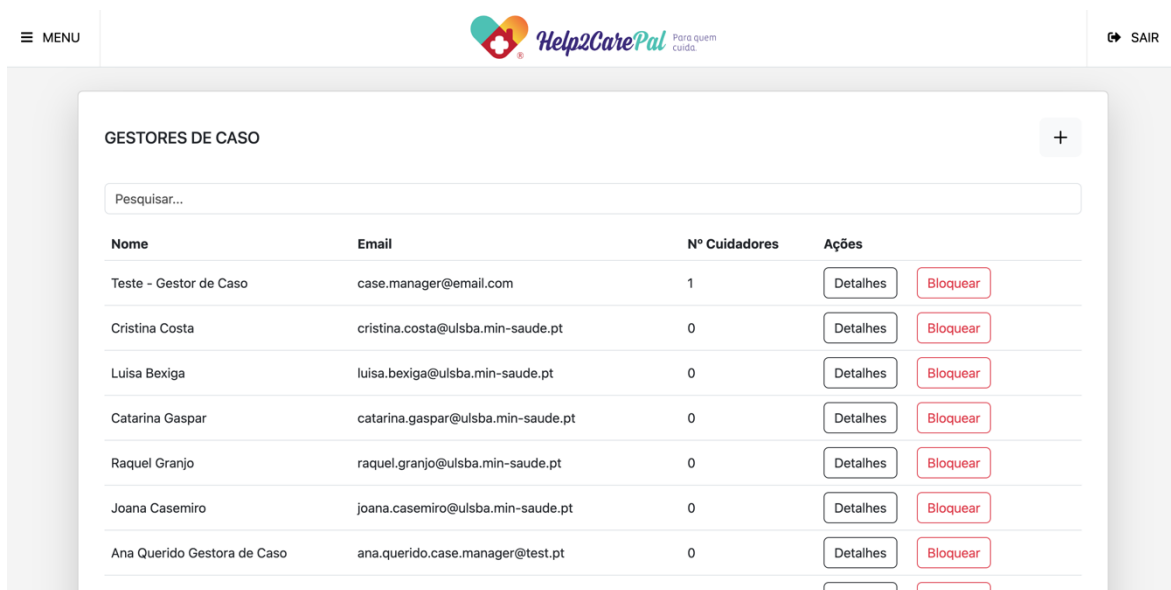 MENU
Help2CarePal Para quem cuida.
®
SAIR
GESTORES DE CASO
+
Pesquisar...
Nome Email Nº Cuidadores Ações
Teste - Gestor de Caso case.manager@email.com 1 Detalhes Bloquear
Cristina Costa cristina.costa@ulsba.min-saude.pt 0 Detalhes Bloquear
Luisa Bexiga luisa.bexiga@ulsba.min-saude.pt 0 Detalhes Bloquear
Catarina Gaspar catarina.gaspar@ulsba.min-saude.pt 0 Detalhes Bloquear
Raquel Granjo raquel.granjo@ulsba.min-saude.pt 0 Detalhes Bloquear
Joana Casemiro joana.casemiro@ulsba.min-saude.pt 0 Detalhes Bloquear
Ana Querido Gestora de Caso ana.querido.case.manager@test.pt 0 Detalhes Bloquear